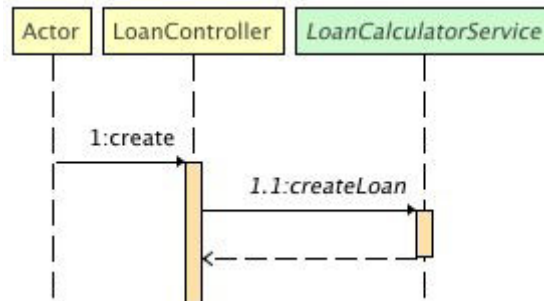 Actor
LoanController
LoanCalculatorService
1:create
1.1:createLoan